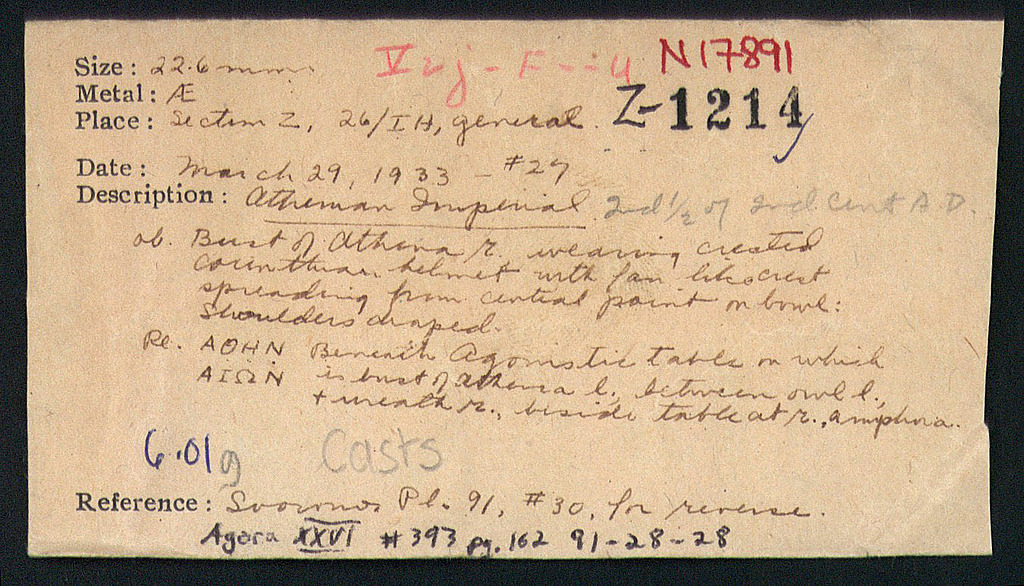 Size : 22.6 mm
N17891
Metal : Æ
Z-1214
Place : Section Z, 26/ΙΗ, general.
Date : March 29, 1933 - #27
Description : Athenian Imperial. 2nd 1/2 of 2nd Cent A.D.
ob. Bust of Athena r. wearing crested
Corinthian helmet with fan like crest
spreading from central point on bowl:
Shoulders draped.
Re. ΑΘΗΝ Beneath Agonistic table on which
ΑΙΩΝ is bust of Athena l., between owl l.,
+ wreath r., beside table at r., amphora.
6.01g Casts
Reference : Svoronos Pl. 91, #30, for reverse.
Agora XXVI #393 pg. 162 91-28-28